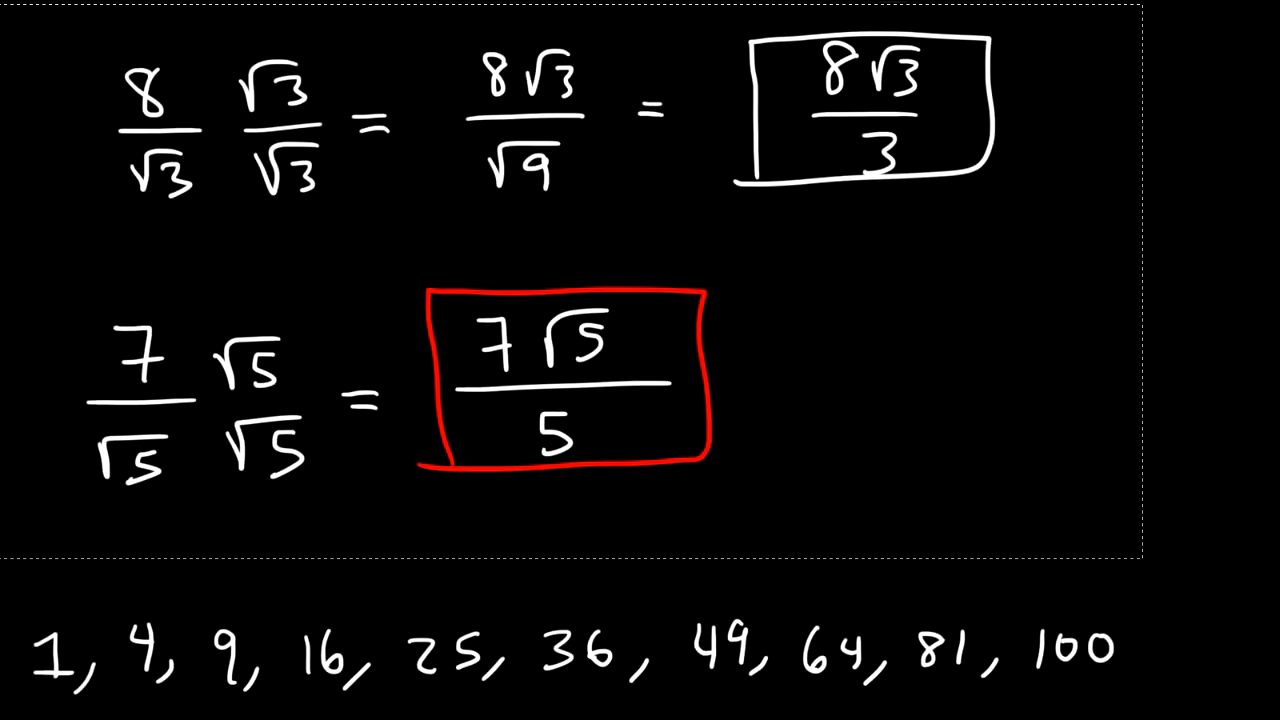 8/√3 √3/√3 = 8√3/√9 = 8√3/3
7/√5 √5/√5 = 7√5/5
1, 4, 9, 16, 25, 36, 49, 64, 81, 100